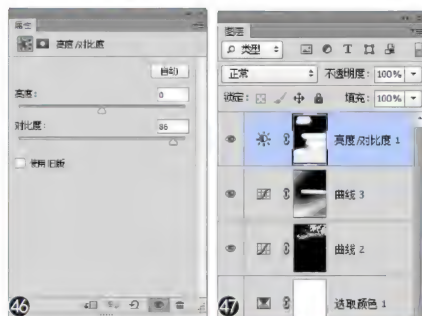 属性
亮度/对比度
自动
亮度: 0
对比度: 86
使用旧版
46
图层
类型
T
正常 不透明度: 100%
锁定: 填充: 100%
亮度/对比度 1
曲线 3
曲线 2
选取颜色 1
47